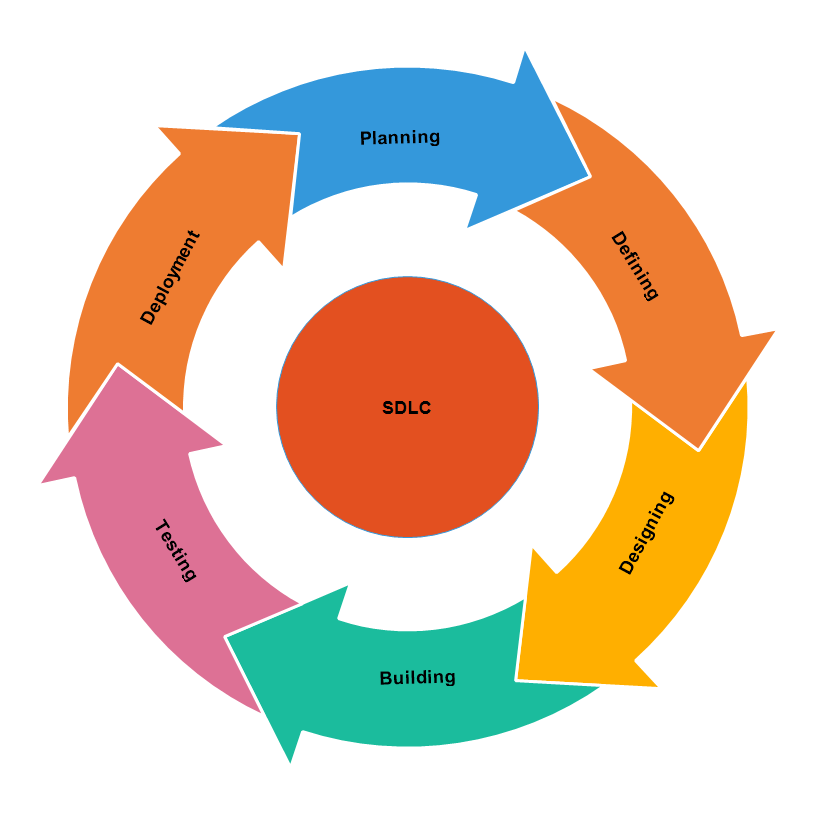 Planning
Defining
Designing
Building
Testing
Deployment
SDLC